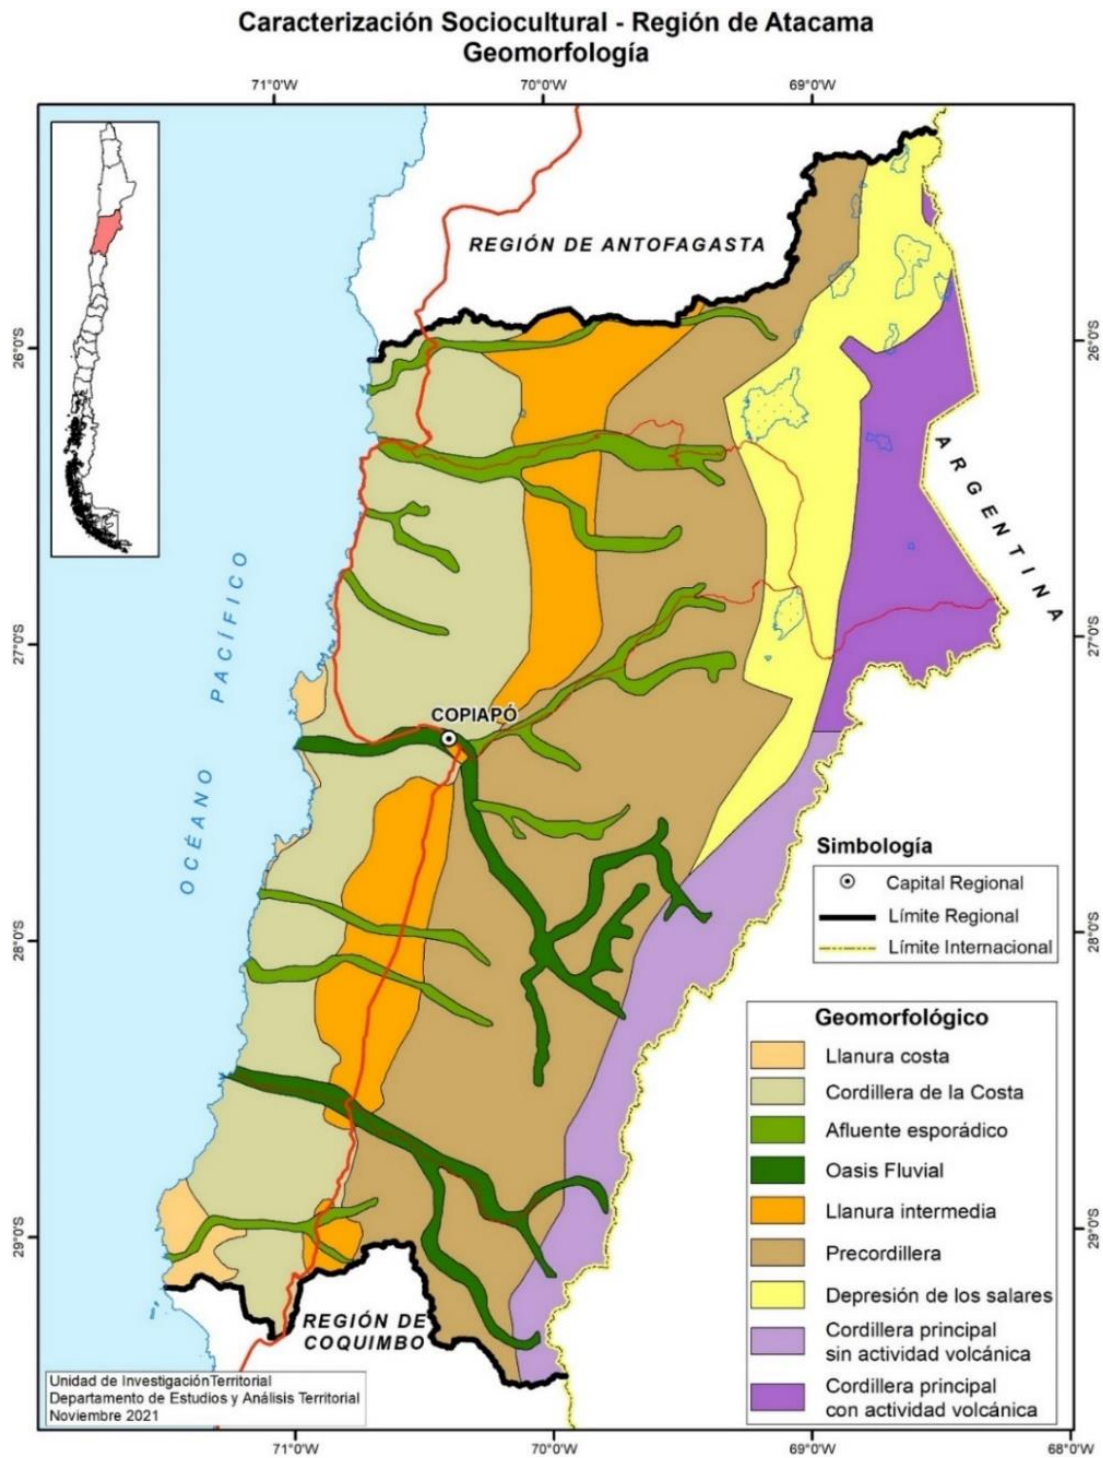 Caracterización Sociocultural - Región de Atacama
Geomorfología
71°0'W
70°0'W
69°0'W
REGIÓN DE ANTOFAGASTA
26°0'S
26°0'S
ARGENTINA
OCÉANO PACÍFICO
27°0'S
27°0'S
COPIAPÓ
Simbología
Capital Regional
Límite Regional
Límite Internacional
28°0'S
28°0'S
Geomorfológico
Llanura costa
Cordillera de la Costa
Afluente esporádico
Oasis Fluvial
Llanura intermedia
Precordillera
Depresión de los salares
Cordillera principal
sin actividad volcánica
Cordillera principal
con actividad volcánica
29°0'S
29°0'S
REGIÓN DE
COQUIMBO
Unidad de InvestigaciónTerritorial
Departamento de Estudios y Análisis Territorial
Noviembre 2021
71°0'W
70°0'W
69°0'W
68°0'W